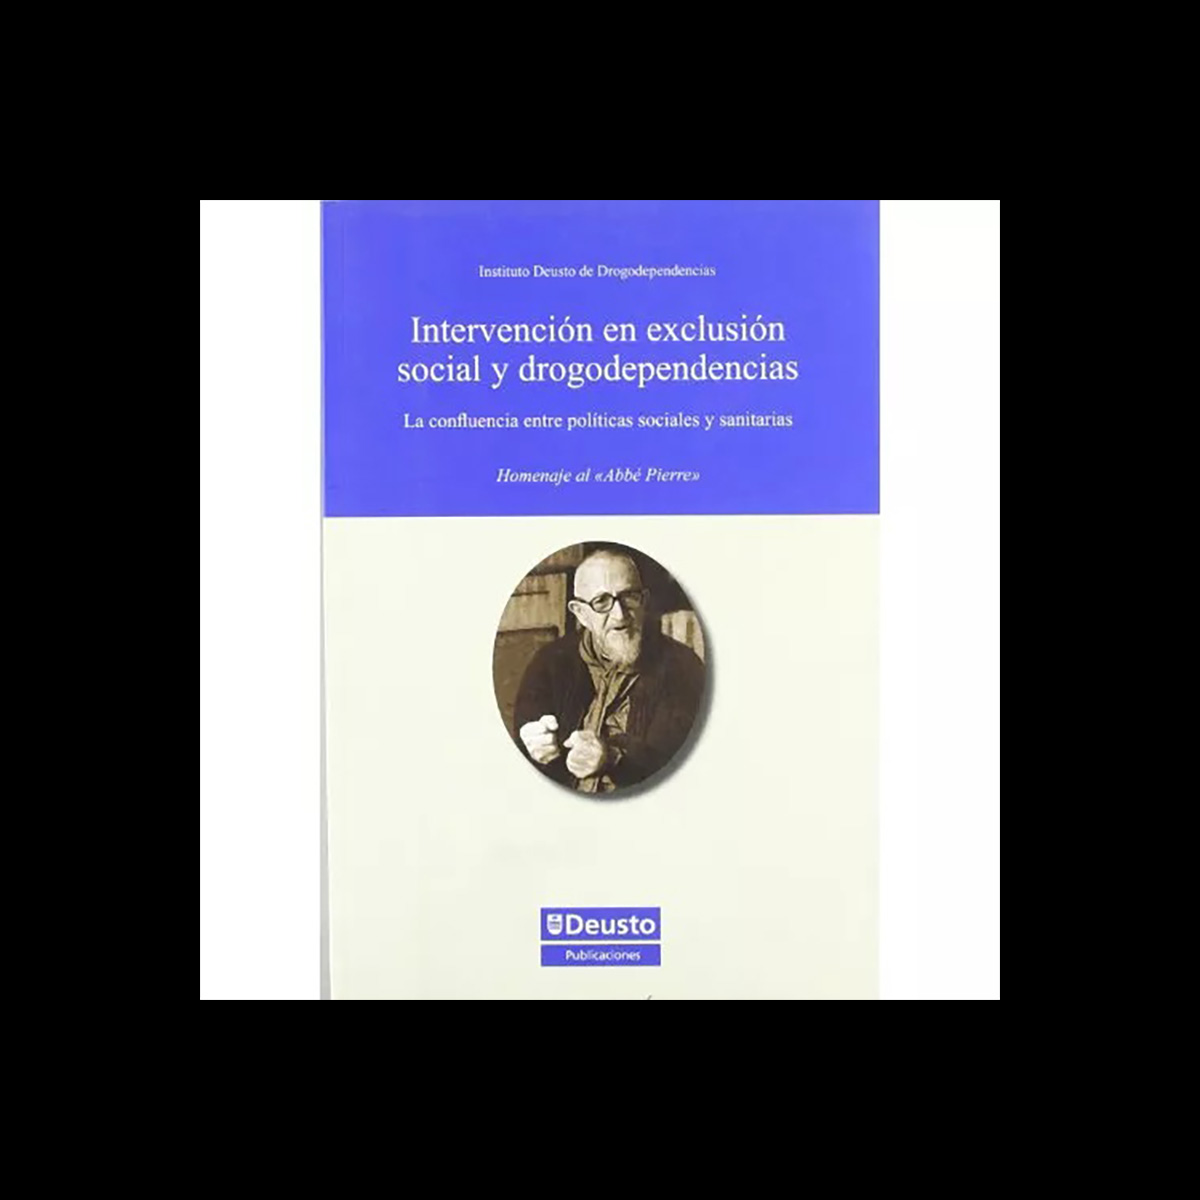 Instituto Deusto de Drogodependencias
Intervención en exclusión
social y drogodependencias
La confluencia entre políticas sociales y sanitarias
Homenaje al «Abbé Pierre»
Deusto
Publicaciones